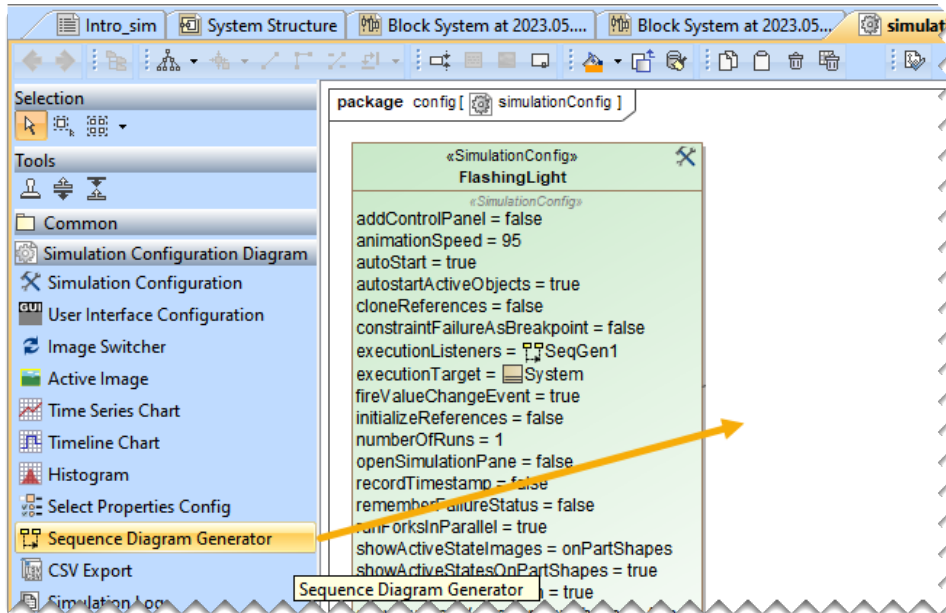 Intro_sim
System Structure
Block System at 2023.05....
Block System at 2023.05...
simulat
Selection
Tools
Common
Simulation Configuration Diagram
Simulation Configuration
GUI
User Interface Configuration
Image Switcher
Active Image
Time Series Chart
Timeline Chart
Histogram
Select Properties Config
Sequence Diagram Generator
CSV Export
Simulation Log
package config[ simulationConfig ]
«SimulationConfig»
FlashingLight
«SimulationConfig»
addControlPanel = false
animationSpeed = 95
autoStart = true
autostartActiveObjects = true
cloneReferences = false
constraintFailureAsBreakpoint = false
executionListeners = SeqGen1
executionTarget = System
fireValueChangeEvent = true
initializeReferences = false
numberOfRuns = 1
openSimulationPane = false
recordTimestamp = false
rememberFailureStatus = false
runForksInParallel = true
showActiveStateImages = onPartShapes
showActiveStatesOnPartShapes = true
= true
Sequence Diagram Generator